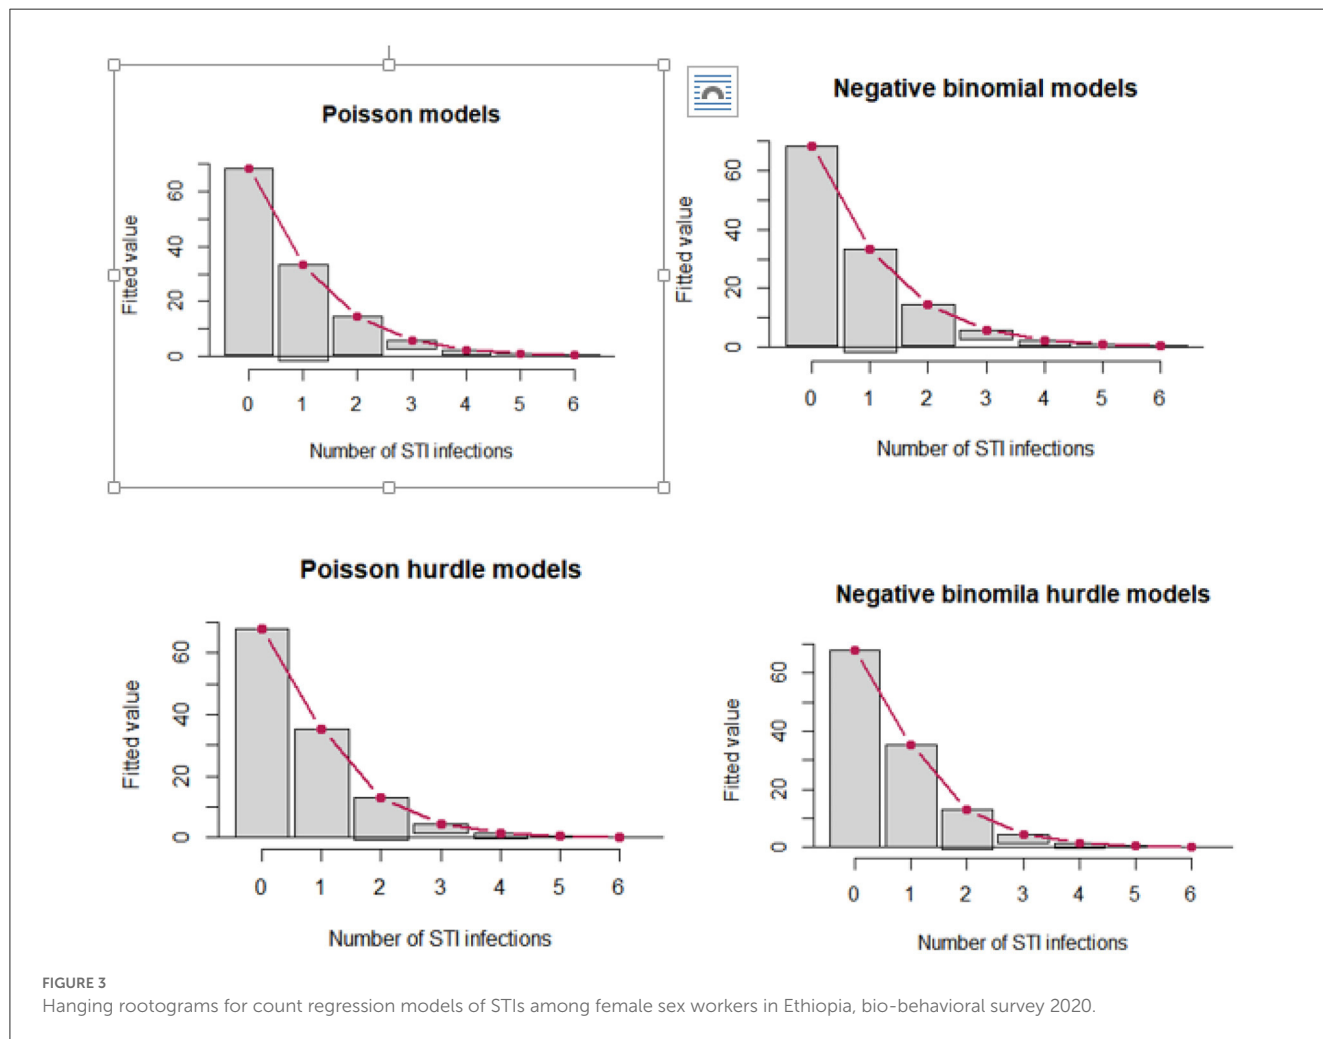 Poisson models
Fitted value
0 20 40 60
0 1 2 3 4 5 6
Number of STI infections
Negative binomial models
Fitted value
0 20 40 60
0 1 2 3 4 5 6
Number of STI infections
Poisson hurdle models
Fitted value
0 20 40 60
0 1 2 3 4 5 6
Number of STI infections
Negative binomila hurdle models
Fitted value
0 20 40 60
0 1 2 3 4 5 6
Number of STI infections
FIGURE 3
Hanging rootograms for count regression models of STIs among female sex workers in Ethiopia, bio-behavioral survey 2020.